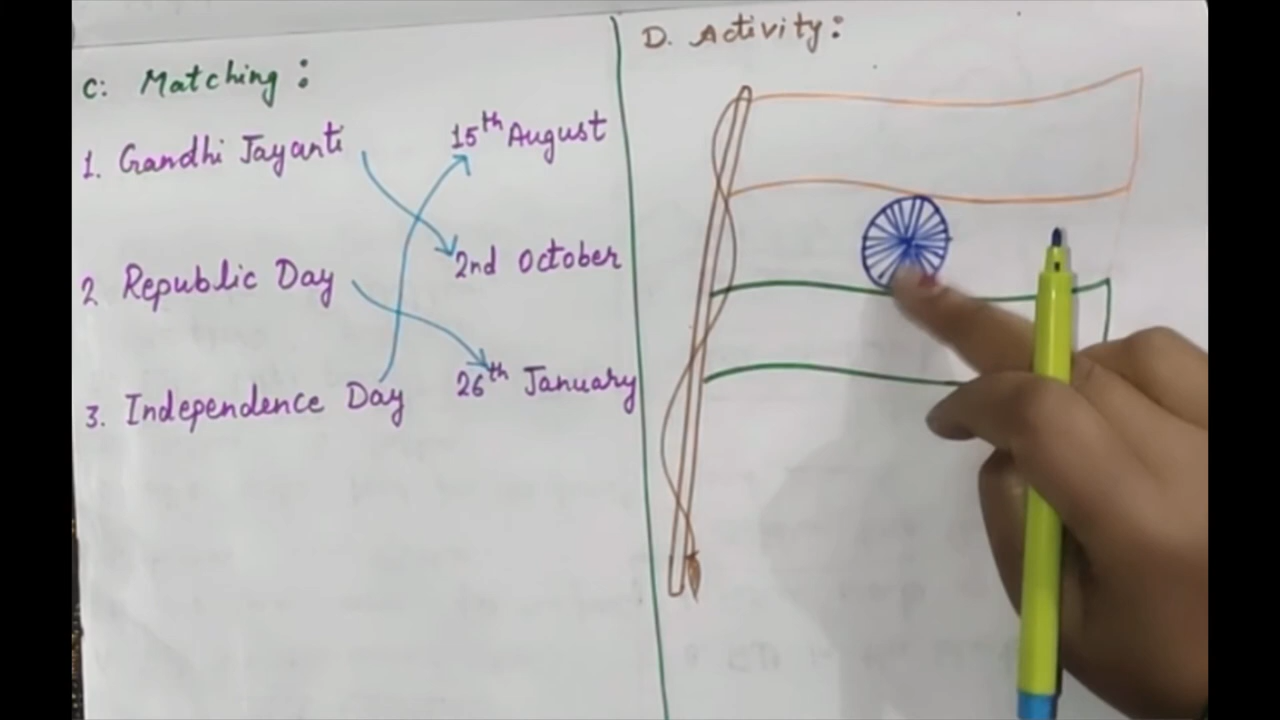 C: Matching :
1. Gandhi Jayanti
15th August
2nd October
2 Republic Day
26th January
3. Independence Day
D. Activity: